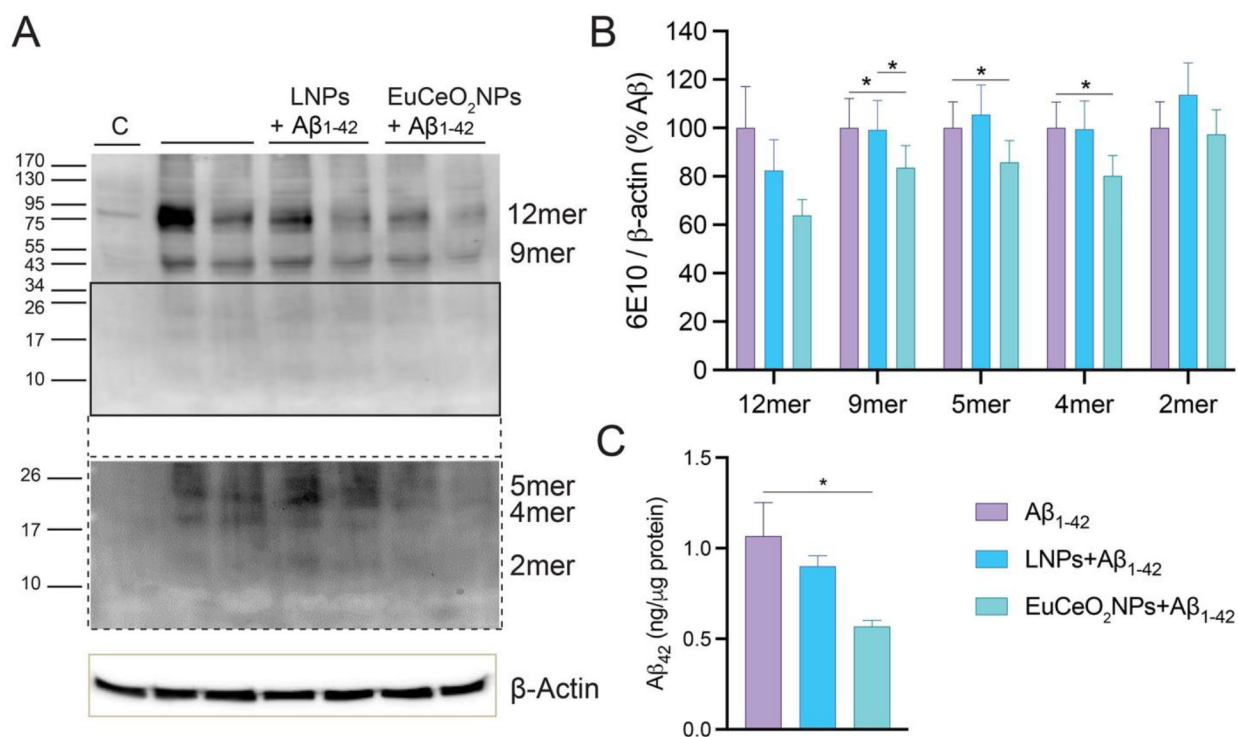 A
C
LNPs
+ Aβ1-42
EuCeO2NPs
+ Aβ1-42
170
130
95
75
55
43
34
26
17
10
12mer
9mer
26
17
10
5mer
4mer
2mer
β-Actin
B
6E10 / β-actin (% Aβ)
140
120
100
80
60
40
20
0
* * * *
12mer 9mer 5mer 4mer 2mer
C
Aβ42 (ng/μg protein)
1.5
1.0
0.5
0.0
*
Aβ1-42
LNPs+Aβ1-42
EuCeO2NPs+Aβ1-42